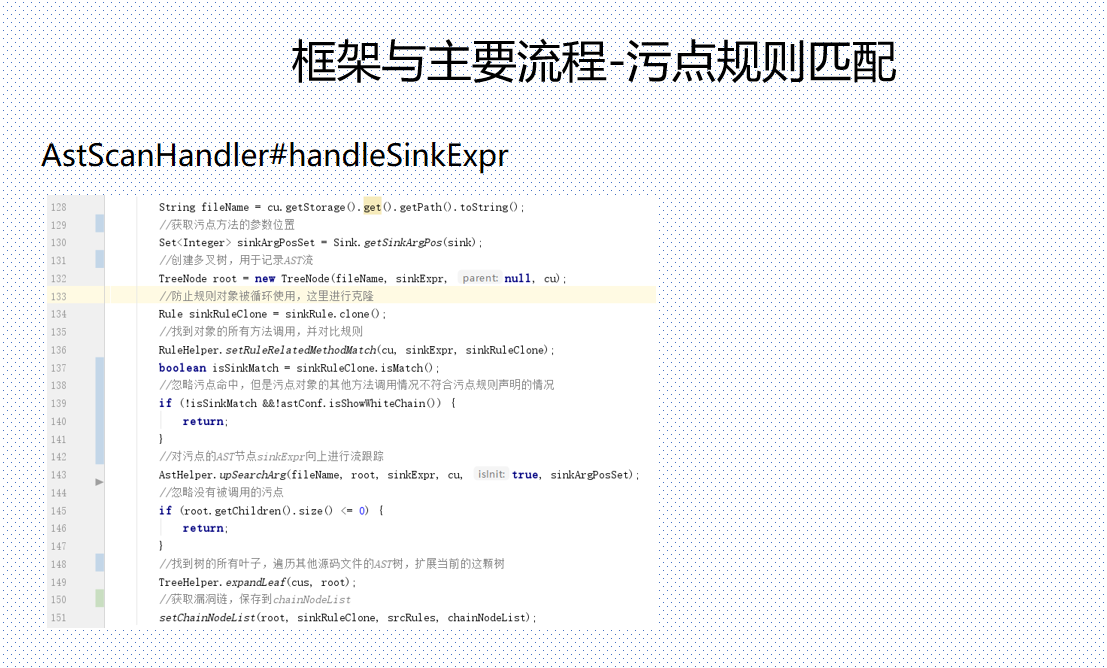 框架与主要流程-污点规则匹配
AstScanHandler#handleSinkExpr
128 String fileName = cu.getStorage().get().getPath().toString();
129 //获取污点方法的参数位置
130 Set<Integer> sinkArgPosSet = Sink.getSinkArgPos(sink);
131 //创建多叉树，用于记录AST流
132 TreeNode root = new TreeNode(fileName, sinkExpr, parent: null, cu);
133 //防止规则对象被循环使用，这里进行克隆
134 Rule sinkRuleClone = sinkRule.clone();
135 //找到对象的所有方法调用，并对比规则
136 RuleHelper.setRuleRelatedMethodMatch(cu, sinkExpr, sinkRuleClone);
137 boolean isSinkMatch = sinkRuleClone.isMatch();
138 //忽略污点命中，但是污点对象的其他方法调用情况不符合污点规则声明的情况
139 if (!isSinkMatch &&!astConf.isShowWhiteChain()) {
140 return;
141 }
142 //对污点的AST节点sinkExpr向上进行流跟踪
143 AstHelper.upSearchArg(fileName, root, sinkExpr, cu, isInit: true, sinkArgPosSet);
144 //忽略没有被调用的污点
145 if (root.getChildren().size() <= 0) {
146 return;
147 }
148 //找到树的所有叶子，遍历其他源码文件的AST树，扩展当前的这颗树
149 TreeHelper.expandLeaf(cus, root);
150 //获取漏洞链，保存到chainNodeList
151 setChainNodeList(root, sinkRuleClone, srcRules, chainNodeList);